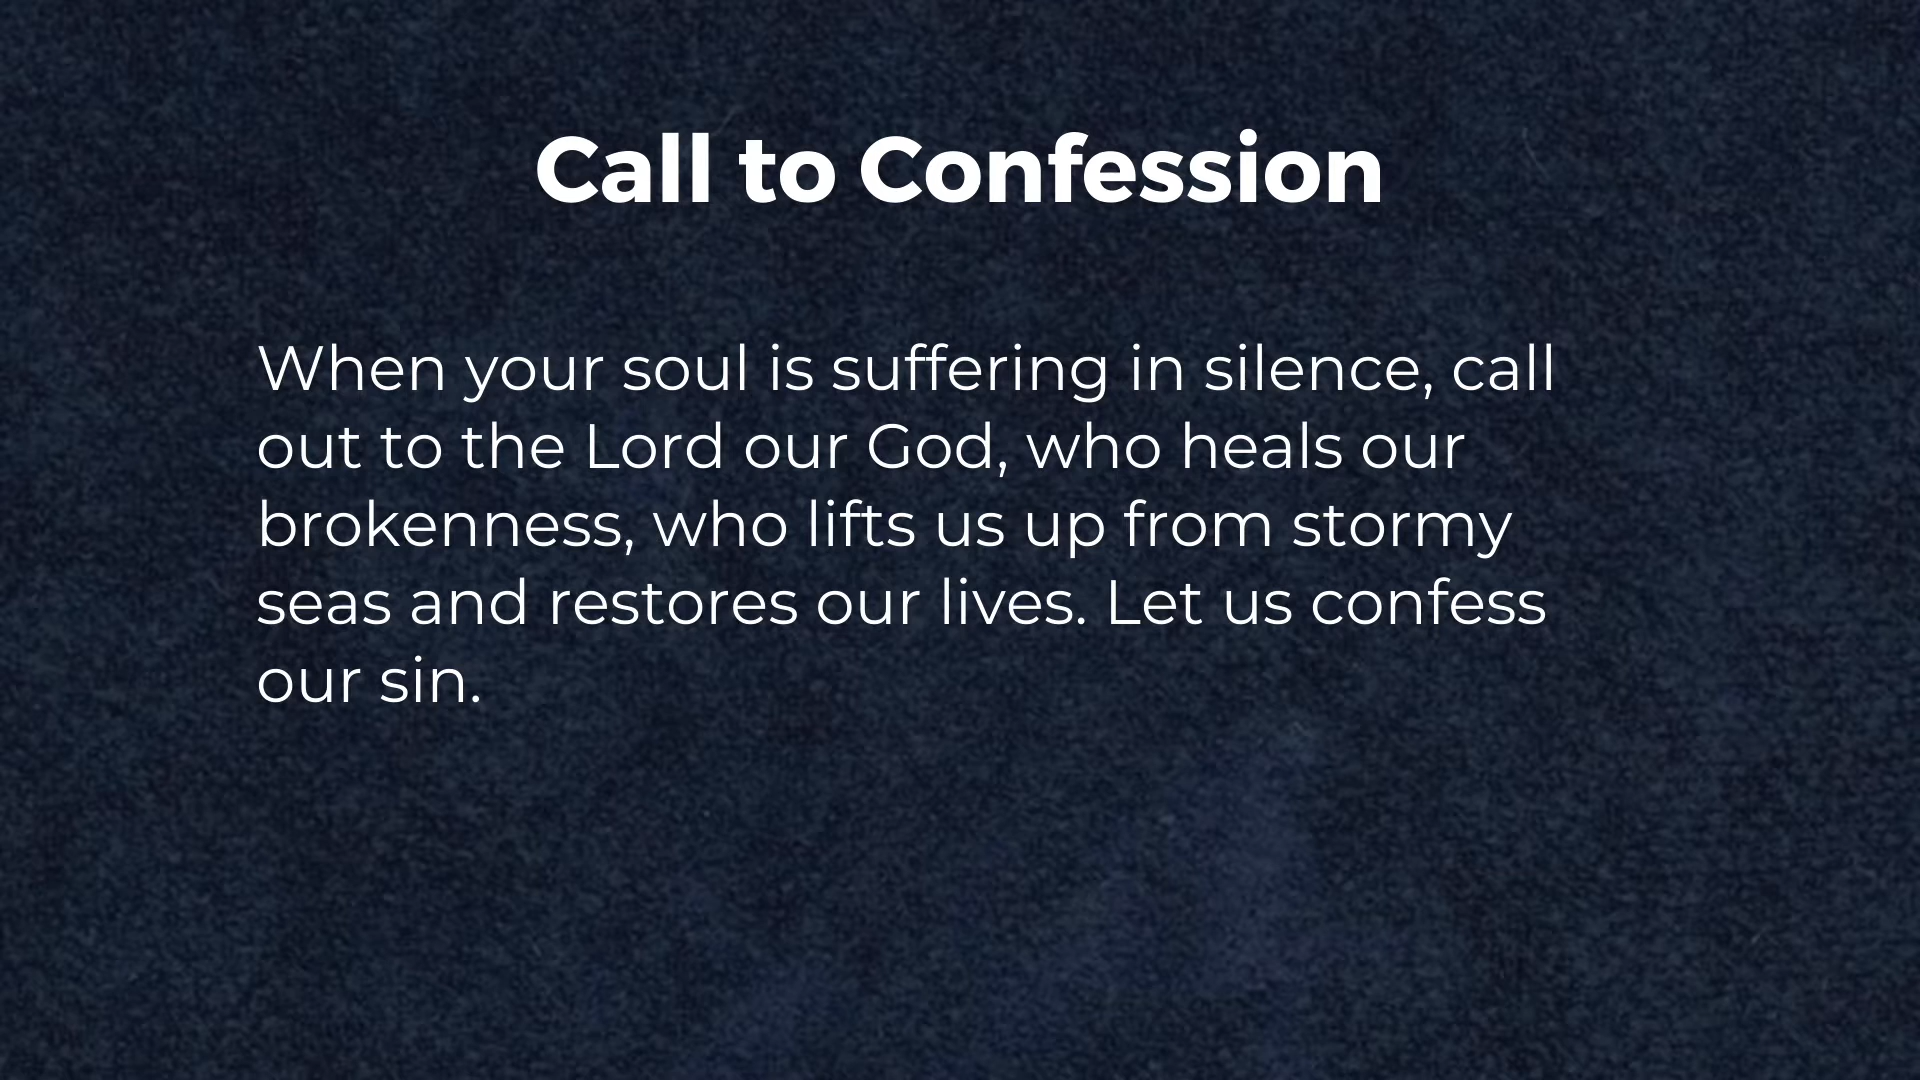 Call to Confession
When your soul is suffering in silence, call
out to the Lord our God, who heals our
brokenness, who lifts us up from stormy
seas and restores our lives. Let us confess
our sin.